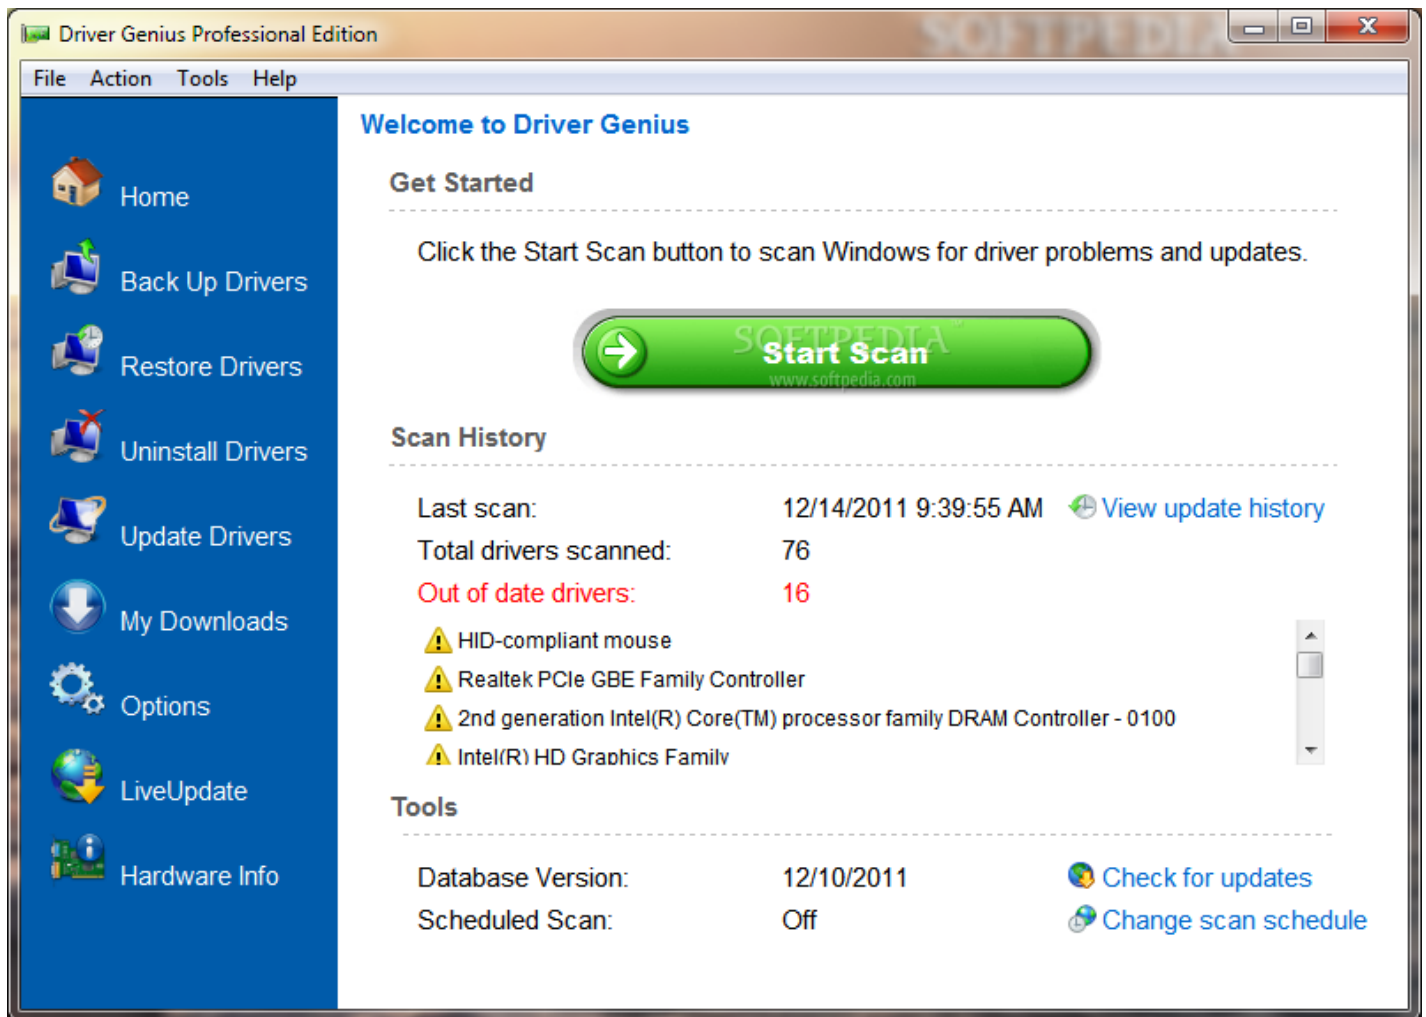 SOFTPEDIA
Driver Genius Professional Edition
File Action Tools Help
Welcome to Driver Genius
Home
Back Up Drivers
Restore Drivers
Uninstall Drivers
Update Drivers
My Downloads
Options
LiveUpdate
Hardware Info
Get Started
Click the Start Scan button to scan Windows for driver problems and updates.
SOFTPEDIA™
Start Scan
www.softpedia.com
Scan History
Last scan: 12/14/2011 9:39:55 AM View update history
Total drivers scanned: 76
Out of date drivers: 16
HID-compliant mouse
Realtek PCIe GBE Family Controller
2nd generation Intel(R) Core(TM) processor family DRAM Controller - 0100
Intel(R) HD Graphics Family
Tools
Database Version: 12/10/2011 Check for updates
Scheduled Scan: Off Change scan schedule